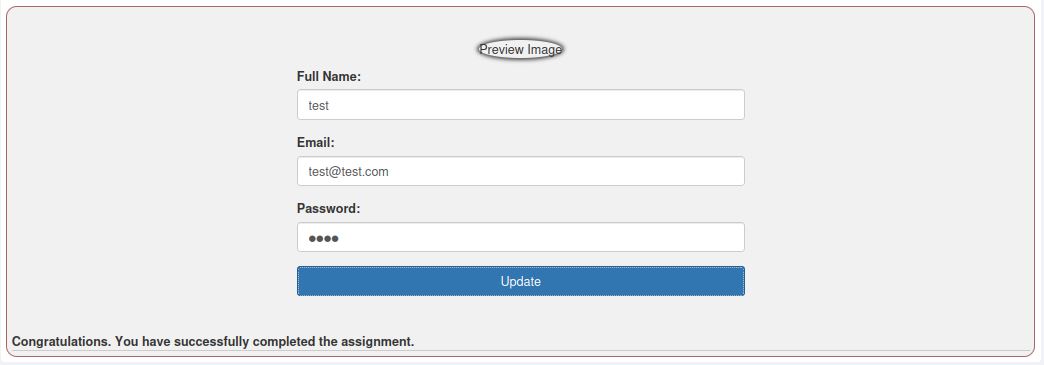 Preview Image
Full Name:
test
Email:
test@test.com
Password:
●●●●
Update
Congratulations. You have successfully completed the assignment.